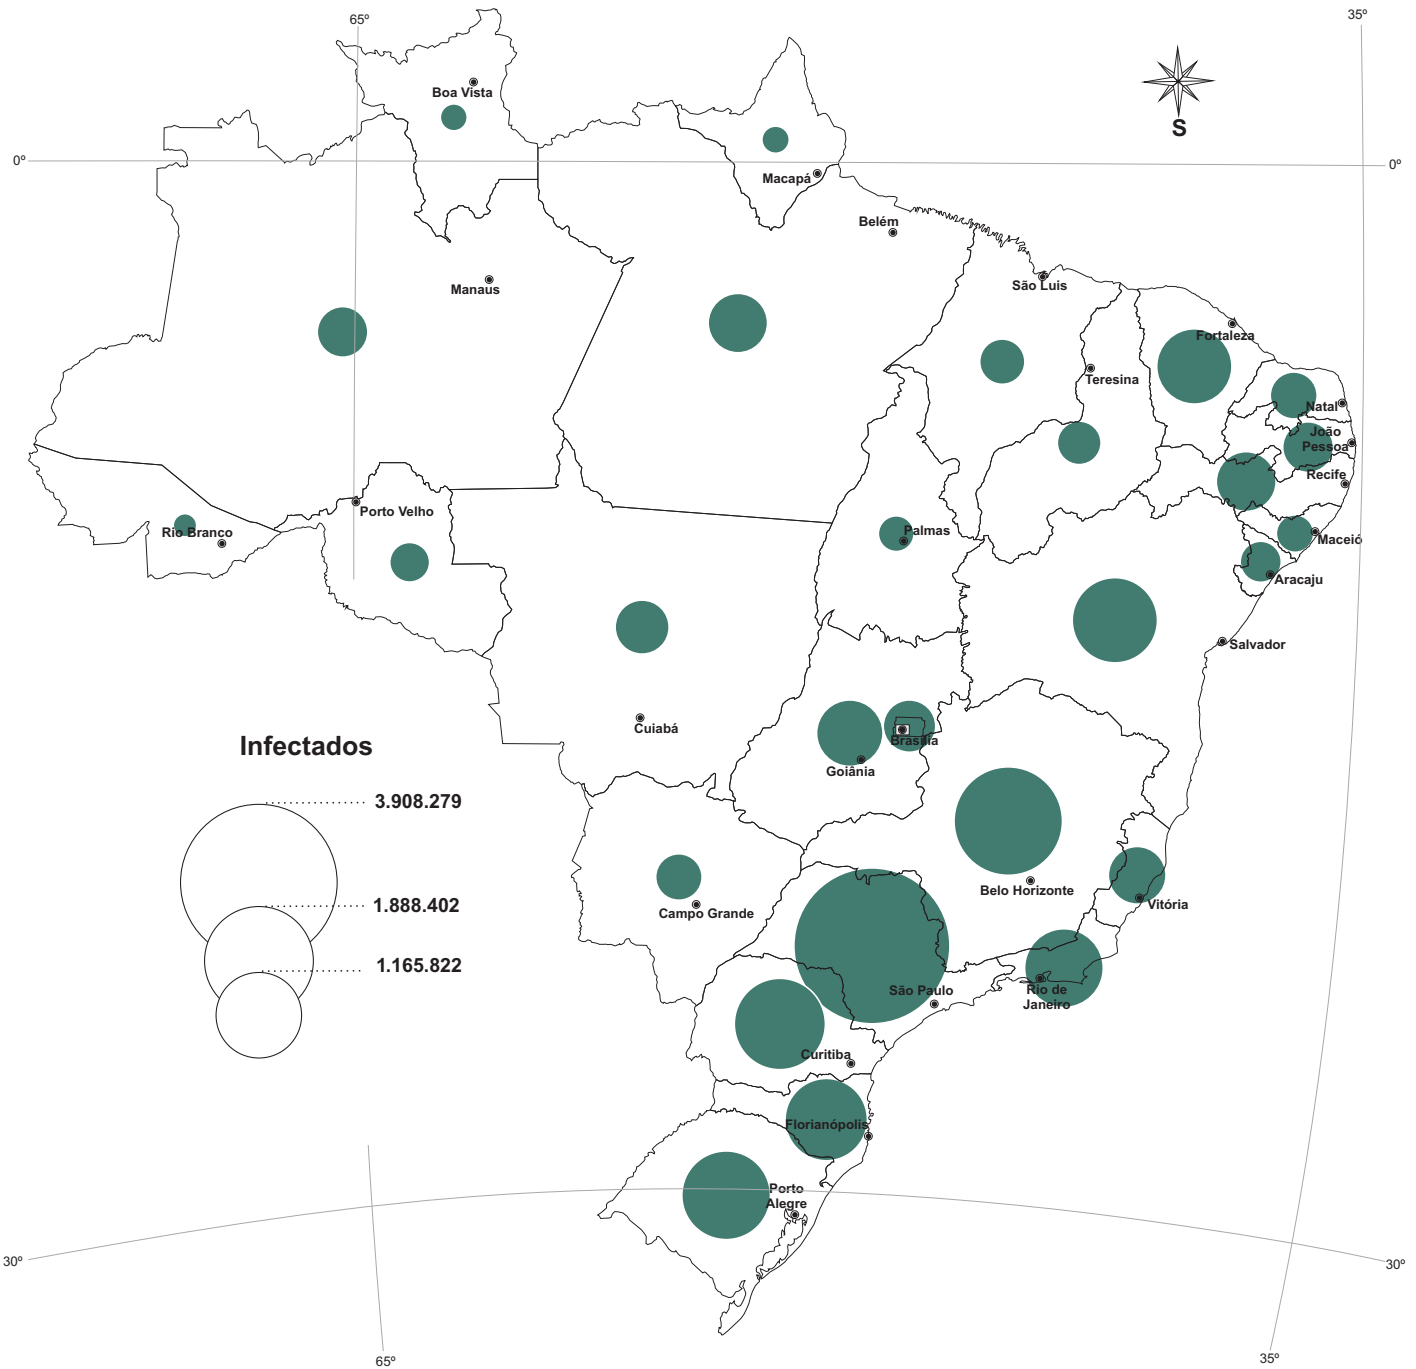 65º
35º
Boa Vista
S
0º
0º
Macapá
Belém
Manaus
São Luis
Fortaleza
Teresina
Natal
João
Pessoa
Recife
Porto Velho
Rio Branco
Palmas
Maceió
Aracaju
Salvador
Cuiabá
Brasília
Goiânia
Infectados
3.908.279
1.888.402
1.165.822
Belo Horizonte
Vitória
Campo Grande
São Paulo
Rio de
Janeiro
Curitiba
Florianópolis
Porto
Alegre
30º
30º
65º
35º